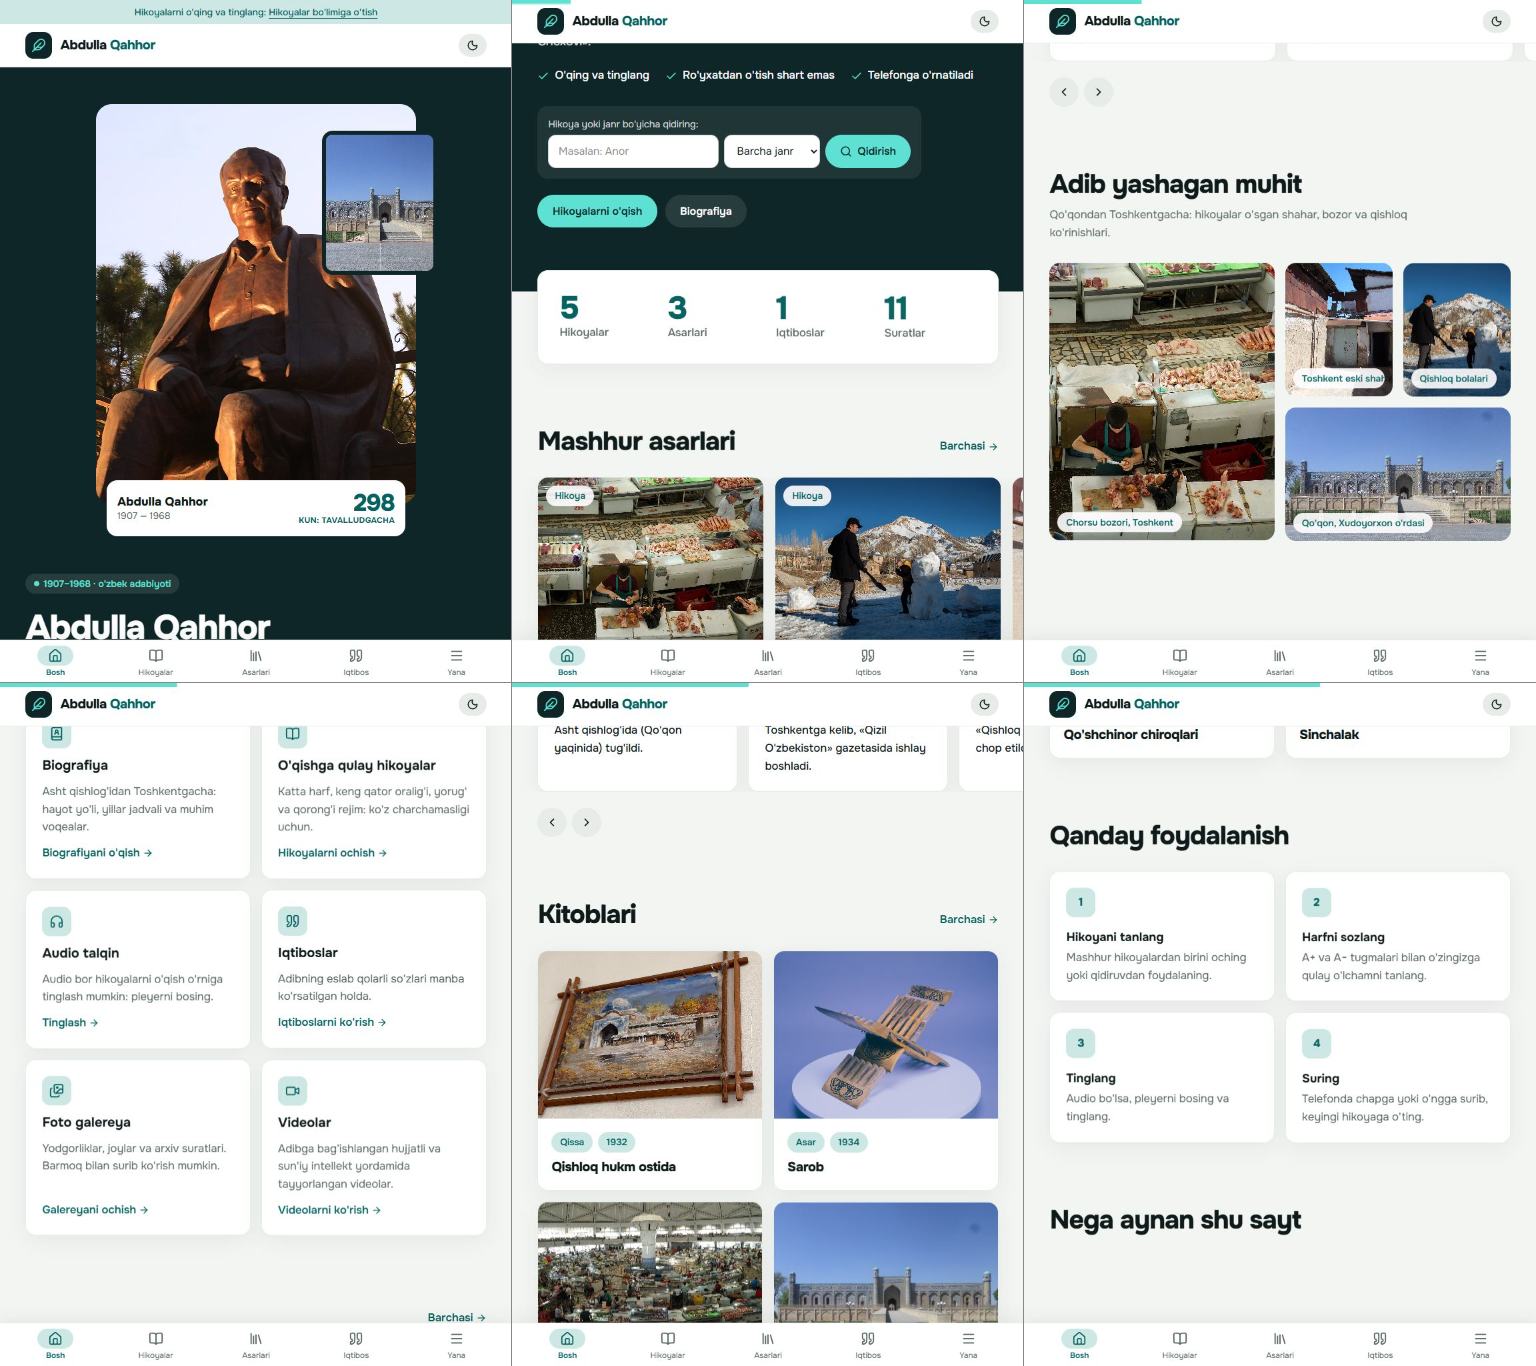 Hikoyalarni o'qing va tinglang: Hikoyalar bo'limiga o'tish
Abdulla Qahhor
Abdulla Qahhor
1907 – 1968
298
KUN: TAVALLUDGACHA
1907–1968 · o'zbek adabiyoti
Abdulla Qahhor
Bosh
Hikoyalar
Asarlari
Iqtibos
Yana
Abdulla Qahhor
O'qing va tinglang
Ro'yxatdan o'tish shart emas
Telefonga o'rnatiladi
Hikoya yoki janr bo'yicha qidiring:
Masalan: Anor
Barcha janr
Qidirish
Hikoyalarni o'qish
Biografiya
5
Hikoyalar
3
Asarlari
1
Iqtiboslar
11
Suratlar
Mashhur asarlari
Barchasi →
Hikoya
Hikoya
Bosh
Hikoyalar
Asarlari
Iqtibos
Yana
Abdulla Qahhor
Adib yashagan muhit
Qo'qondan Toshkentgacha: hikoyalar o'sgan shahar, bozor va qishloq
ko'rinishlari.
Chorsu bozori, Toshkent
Toshkent eski shah
Qishloq bolalari
Qo'qon, Xudoyorxon o'rdasi
Bosh
Hikoyalar
Asarlari
Iqtibos
Yana
Abdulla Qahhor
Biografiya
Asht qishlog'idan Toshkentgacha:
hayot yo'li, yillar jadvali va muhim
voqealar.
Biografiyani o'qish →
O'qishga qulay hikoyalar
Katta harf, keng qator oralig'i, yorug'
va qorong'i rejim: ko'z charchamasligi
uchun.
Hikoyalarni ochish →
Audio talqin
Audio bor hikoyalarni o'qish o'rniga
tinglash mumkin: pleyerni bosing.
Tinglash →
Iqtiboslar
Adibning eslab qolarli so'zlari manba
ko'rsatilgan holda.
Iqtiboslarni ko'rish →
Foto galereya
Yodgorliklar, joylar va arxiv suratlari.
Barmoq bilan surib ko'rish mumkin.
Galereyani ochish →
Videolar
Adibga bag'ishlangan hujjatli va
sun'iy intellekt yordamida
tayyorlangan videolar.
Videolarni ko'rish →
Barchasi →
Bosh
Hikoyalar
Asarlari
Iqtibos
Yana
Abdulla Qahhor
Asht qishlog'ida (Qo'qon
yaqinida) tug'ildi.
Toshkentga kelib, «Qizil
O'zbekiston» gazetasida ishlay
boshladi.
«Qishloq
chop etild
Kitoblari
Barchasi →
Qissa
1932
Qishloq hukm ostida
Asar
1934
Sarob
Bosh
Hikoyalar
Asarlari
Iqtibos
Yana
Abdulla Qahhor
Qo'shchinor chiroqlari
Sinchalak
Qanday foydalanish
1
Hikoyani tanlang
Mashhur hikoyalardan birini oching
yoki qidiruvdan foydalaning.
2
Harfni sozlang
A+ va A- tugmalari bilan o'zingizga
qulay o'lchamni tanlang.
3
Tinglang
Audio bo'lsa, pleyerni bosing va
tinglang.
4
Suring
Telefonda chapga yoki o'ngga surib,
keyingi hikoyaga o'ting.
Nega aynan shu sayt
Bosh
Hikoyalar
Asarlari
Iqtibos
Yana